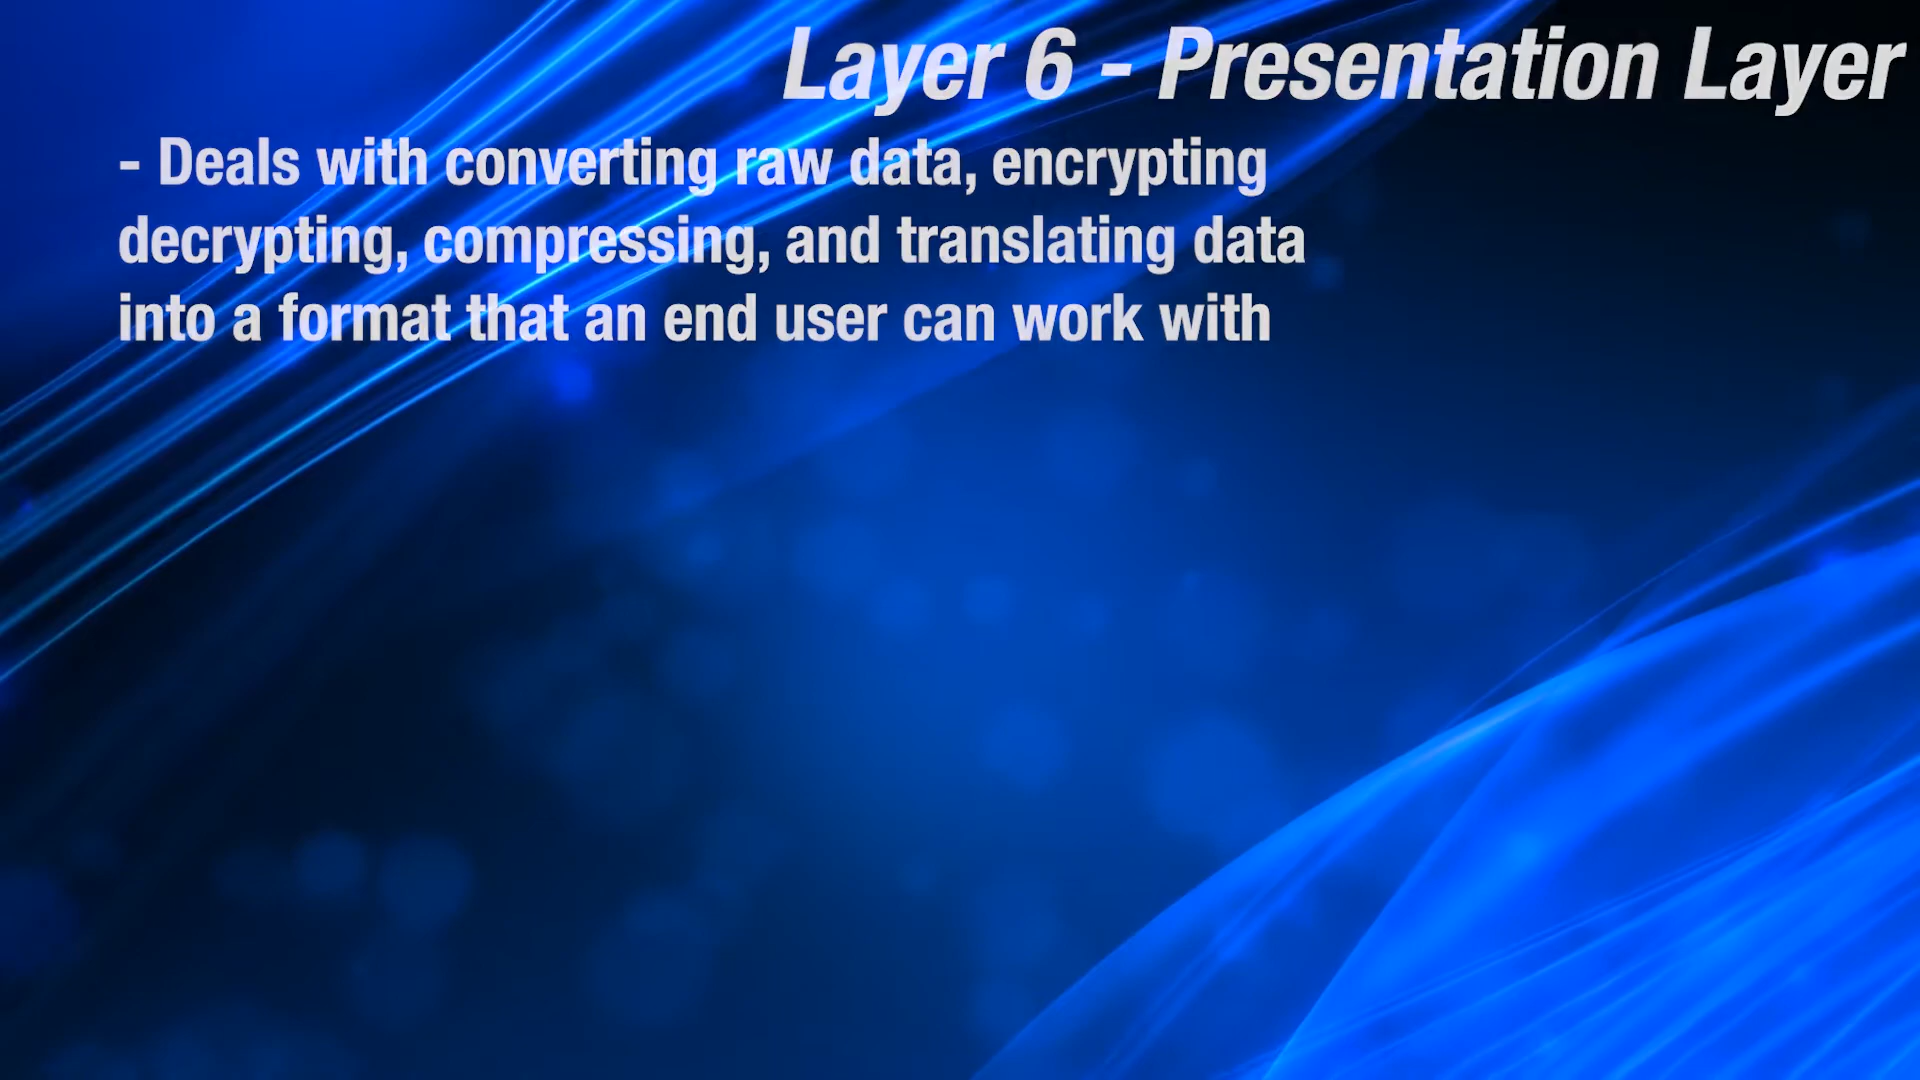 Layer 6 - Presentation Layer
- Deals with converting raw data, encrypting
decrypting, compressing, and translating data
into a format that an end user can work with